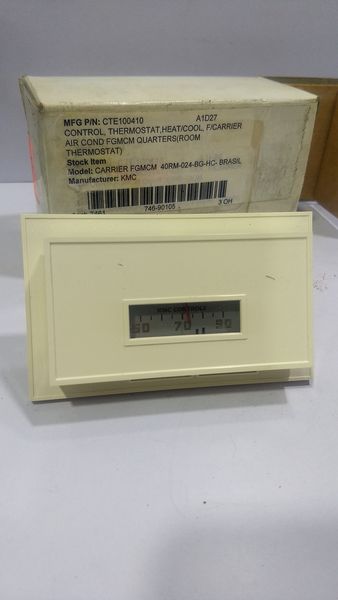 MFG P/N: CTE100410 A1D27
CONTROL, THERMOSTAT,HEAT/COOL, F/CARRIER
AIR COND FGMCM QUARTERS(ROOM
THERMOSTAT)
Stock Item
Model: CARRIER FGMCM 40RM-024-BG-HC- BRASIL
Manufacturer: KMC
746-90105 3 OH
KMC CONTROLS
50 70 90